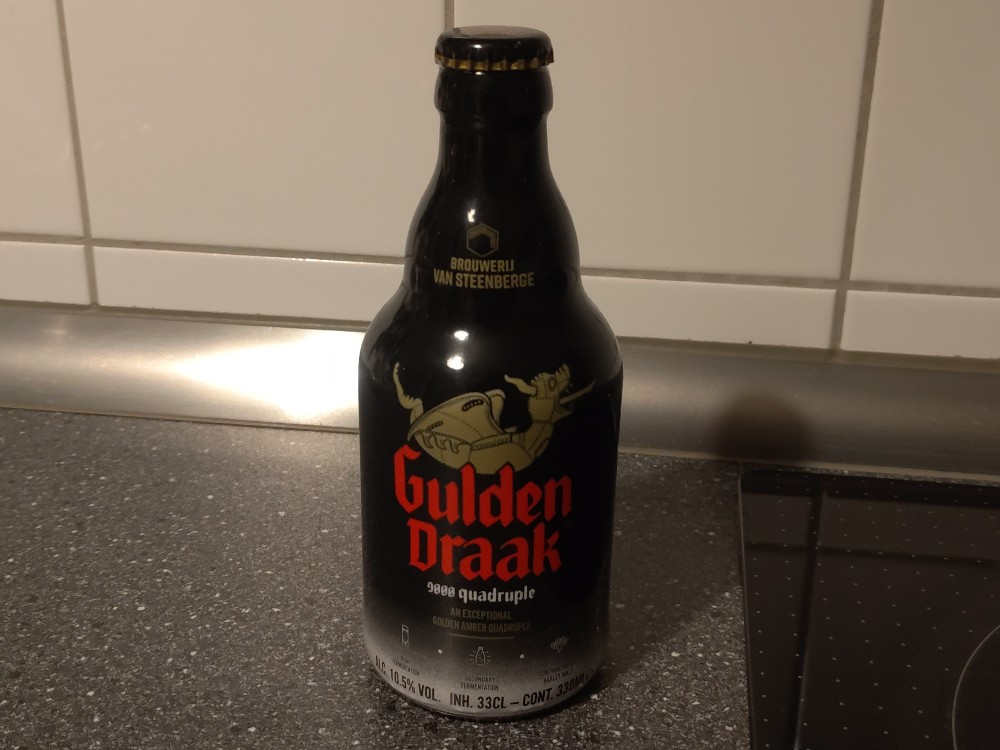 BROUWERIJ
VAN STEENBERGE
Gulden
Draak
9000 quadruple
AN EXCEPTIONAL
GOLDEN AMBER QUADRUPLE
SECONDARY
FERMENTATION
ALC. 10.5% VOL. INH. 33CL – CONT. 330ML